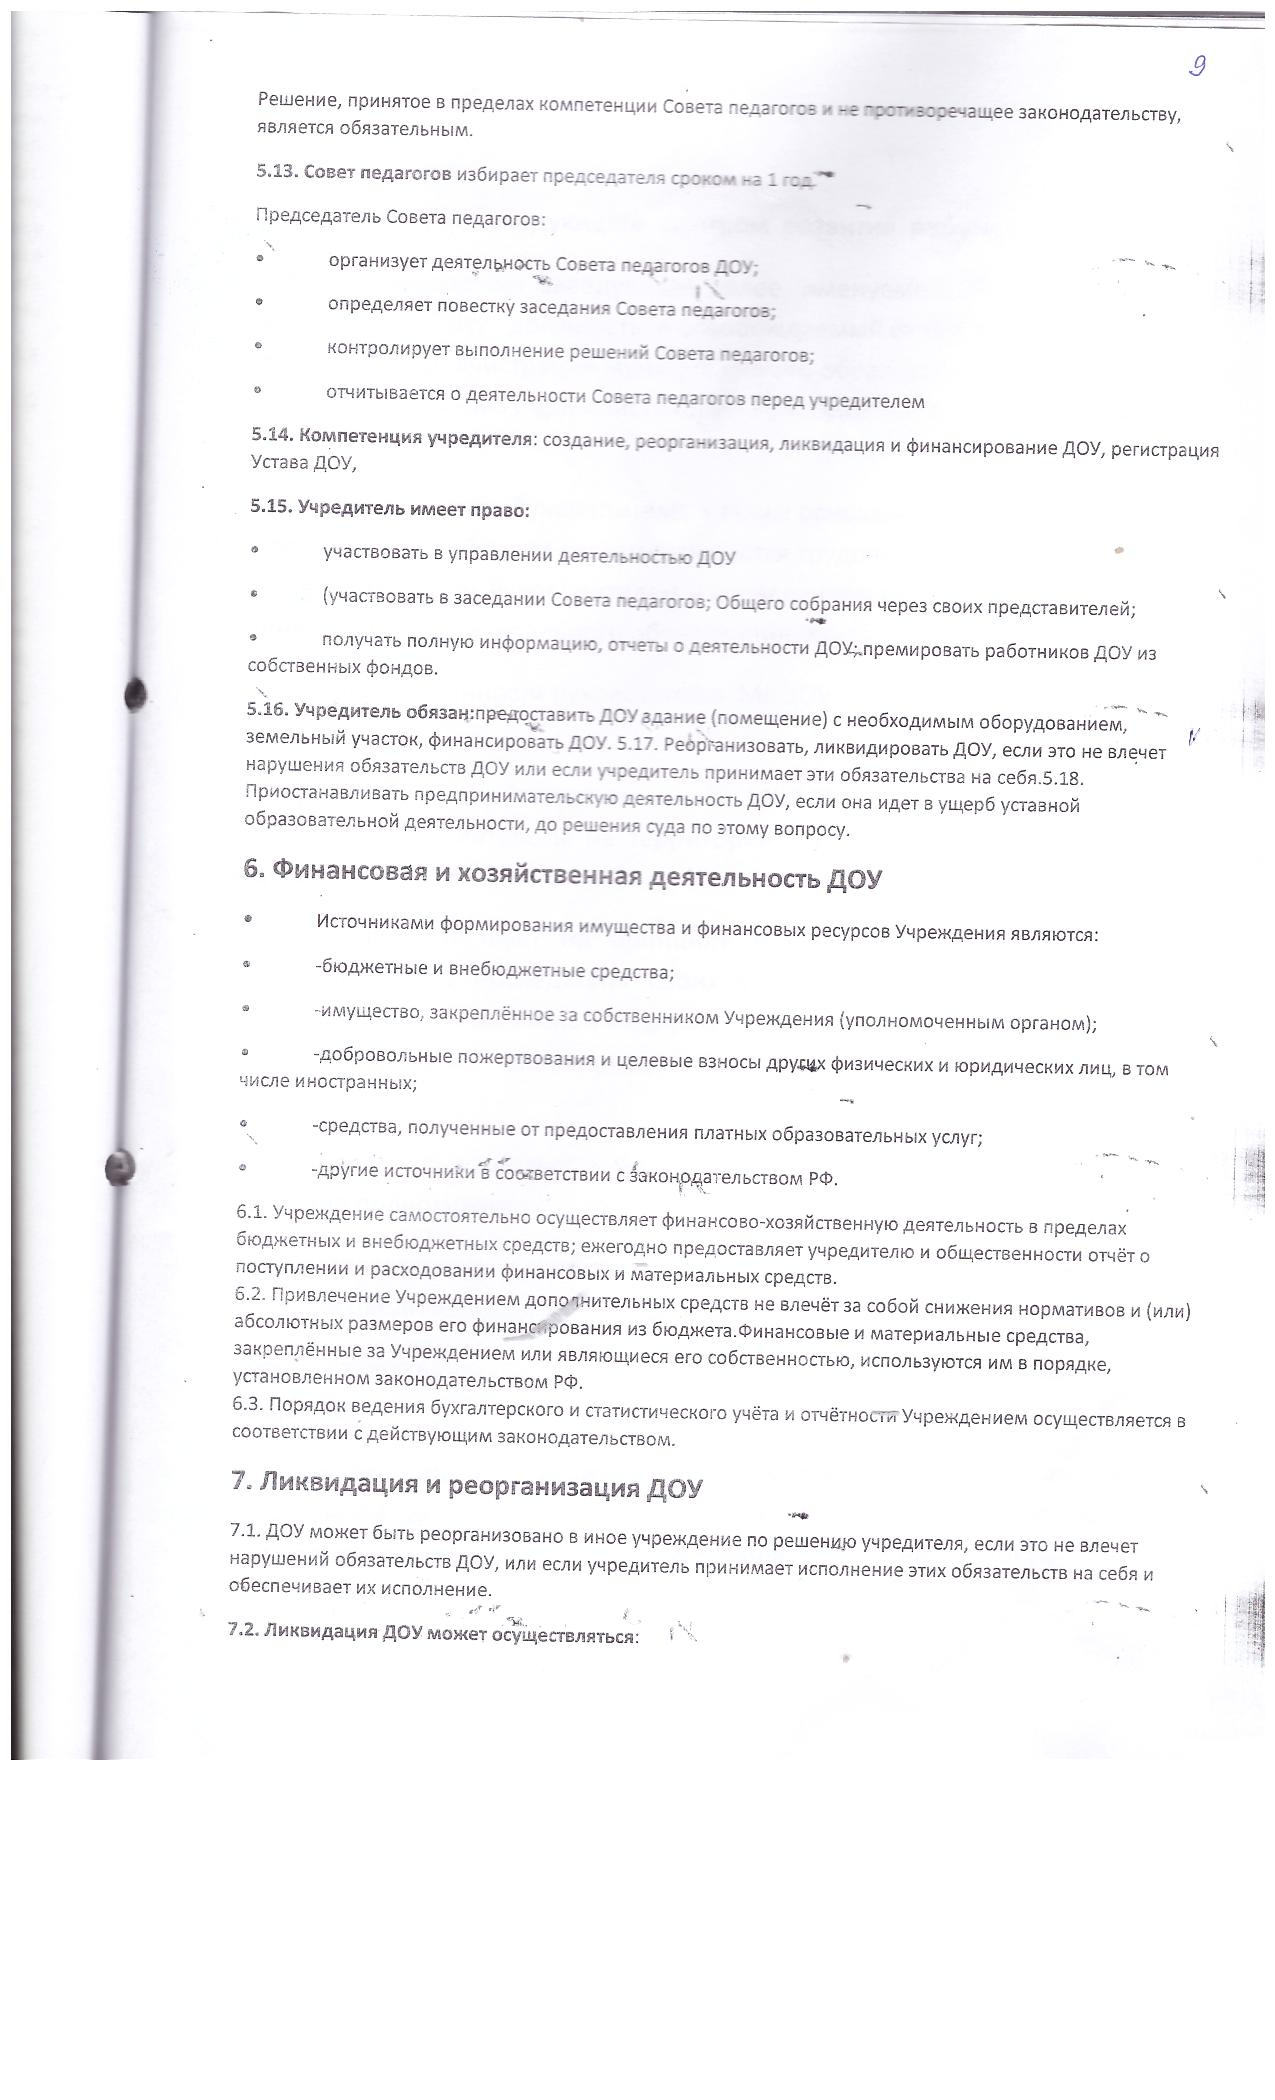 9
Решение, принятое в пределах компетенции Совета педагогов и не противоречащее законодательству,
является обязательным.
5.13. Совет педагогов избирает председателя сроком на 1 год.
Председатель Совета педагогов:
• организует деятельность Совета педагогов ДОУ;
• определяет повестку заседания Совета педагогов;
• контролирует выполнение решений Совета педагогов;
• отчитывается о деятельности Совета педагогов перед учредителем
5.14. Компетенция учредителя: создание, реорганизация, ликвидация и финансирование ДОУ, регистрация
Устава ДОУ,
5.15. Учредитель имеет право:
• участвовать в управлении деятельностью ДОУ
• (участвовать в заседании Совета педагогов; Общего собрания через своих представителей;
• получать полную информацию, отчеты о деятельности ДОУ; премировать работников ДОУ из
собственных фондов.
5.16. Учредитель обязан:предоставить ДОУ здание (помещение) с необходимым оборудованием,
земельный участок, финансировать ДОУ. 5.17. Реорганизовать, ликвидировать ДОУ, если это не влечет
нарушения обязательств ДОУ или если учредитель принимает эти обязательства на себя.5.18.
Приостанавливать предпринимательскую деятельность ДОУ, если она идет в ущерб уставной
образовательной деятельности, до решения суда по этому вопросу.
6. Финансовая и хозяйственная деятельность ДОУ
• Источниками формирования имущества и финансовых ресурсов Учреждения являются:
• -бюджетные и внебюджетные средства;
• -имущество, закреплённое за собственником Учреждения (уполномоченным органом);
• -добровольные пожертвования и целевые взносы других физических и юридических лиц, в том
числе иностранных;
• -средства, полученные от предоставления платных образовательных услуг;
• -другие источники в соответствии с законодательством РФ.
6.1. Учреждение самостоятельно осуществляет финансово-хозяйственную деятельность в пределах
бюджетных и внебюджетных средств; ежегодно предоставляет учредителю и общественности отчёт о
поступлении и расходовании финансовых и материальных средств.
6.2. Привлечение Учреждением дополнительных средств не влечёт за собой снижения нормативов и (или)
абсолютных размеров его финансирования из бюджета.Финансовые и материальные средства,
закреплённые за Учреждением или являющиеся его собственностью, используются им в порядке,
установленном законодательством РФ.
6.3. Порядок ведения бухгалтерского и статистического учёта и отчётности Учреждением осуществляется в
соответствии с действующим законодательством.
7. Ликвидация и реорганизация ДОУ
7.1. ДОУ может быть реорганизовано в иное учреждение по решению учредителя, если это не влечет
нарушений обязательств ДОУ, или если учредитель принимает исполнение этих обязательств на себя и
обеспечивает их исполнение.
7.2. Ликвидация ДОУ может осуществляться: